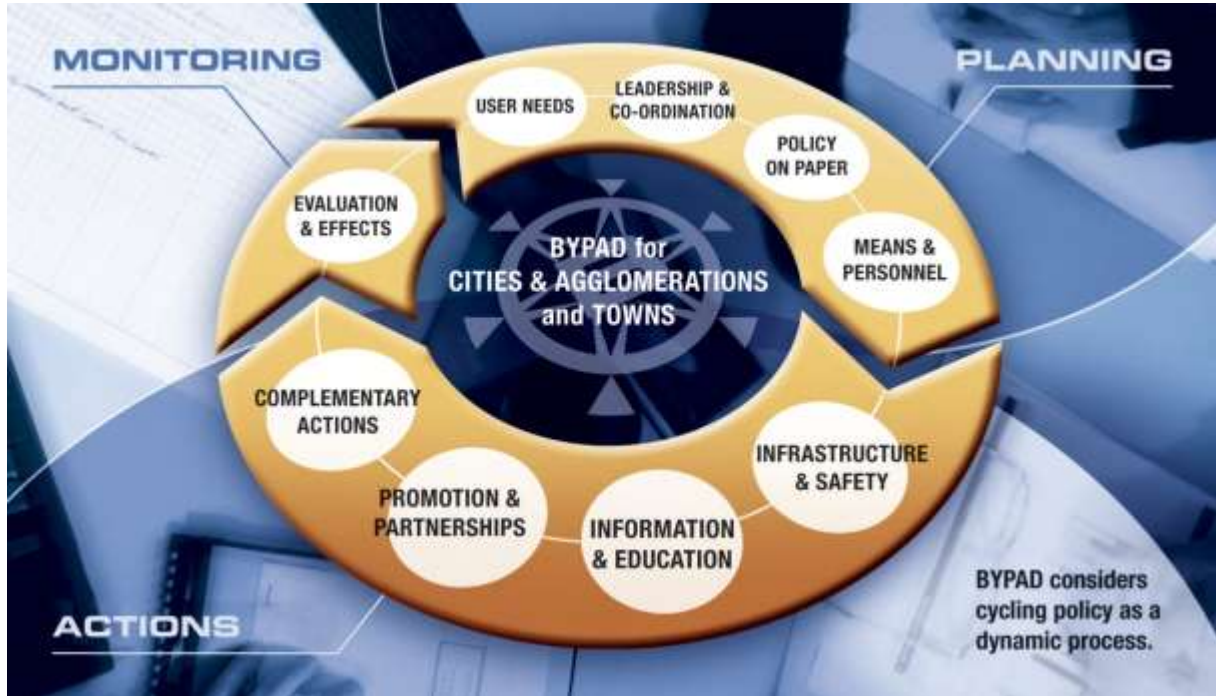 MONITORING
PLANNING
USER NEEDS
LEADERSHIP &
CO-ORDINATION
POLICY
ON PAPER
MEANS &
PERSONNEL
EVALUATION
& EFFECTS
BYPAD for
CITIES & AGGLOMERATIONS
and TOWNS
COMPLEMENTARY
ACTIONS
PROMOTION &
PARTNERSHIPS
INFORMATION
& EDUCATION
INFRASTRUCTURE
& SAFETY
ACTIONS
BYPAD considers
cycling policy as a
dynamic process.